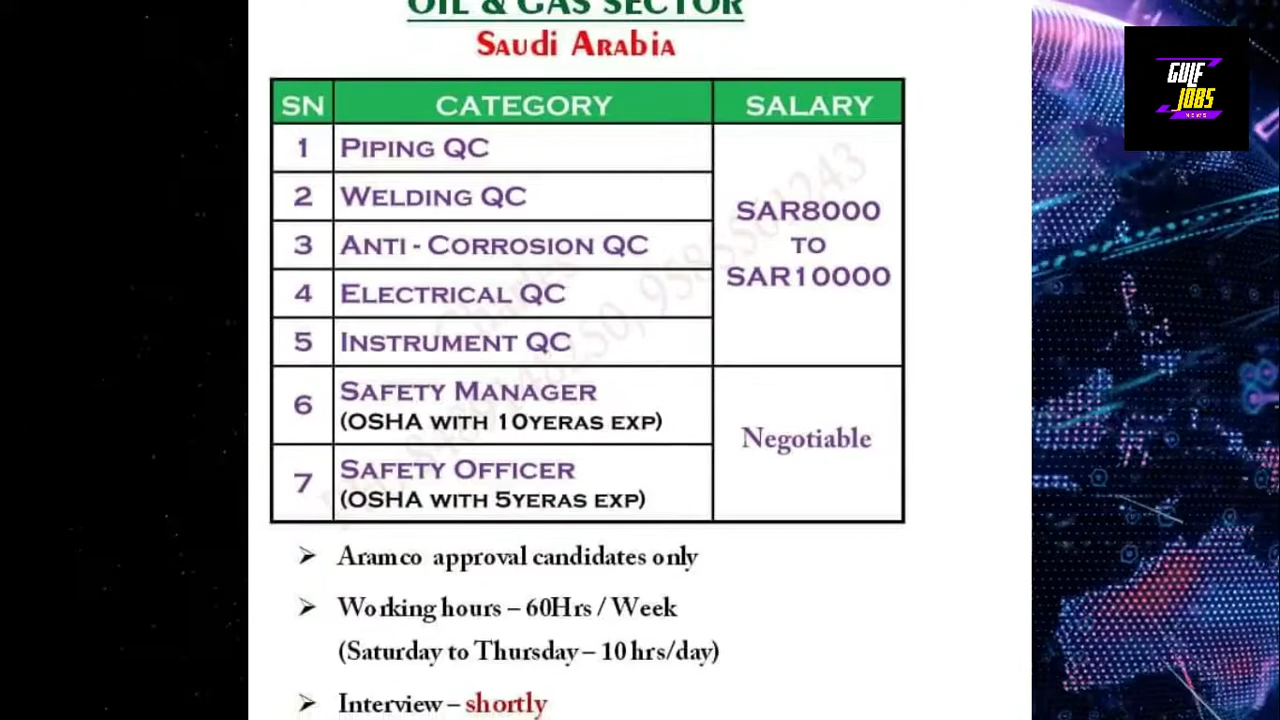 OIL & GAS SECTOR
Saudi Arabia
SN CATEGORY SALARY
1 PIPING QC
2 WELDING QC
3 ANTI - CORROSION QC
4 ELECTRICAL QC
5 INSTRUMENT QC
SAR8000
TO
SAR10000
6 SAFETY MANAGER
(OSHA WITH 10YERAS EXP)
7 SAFETY OFFICER
(OSHA WITH 5YERAS EXP)
Negotiable
➢ Aramco approval candidates only
➢ Working hours – 60Hrs / Week
(Saturday to Thursday – 10 hrs/day)
➢ Interview – shortly
GULF
JOBS
NEWS